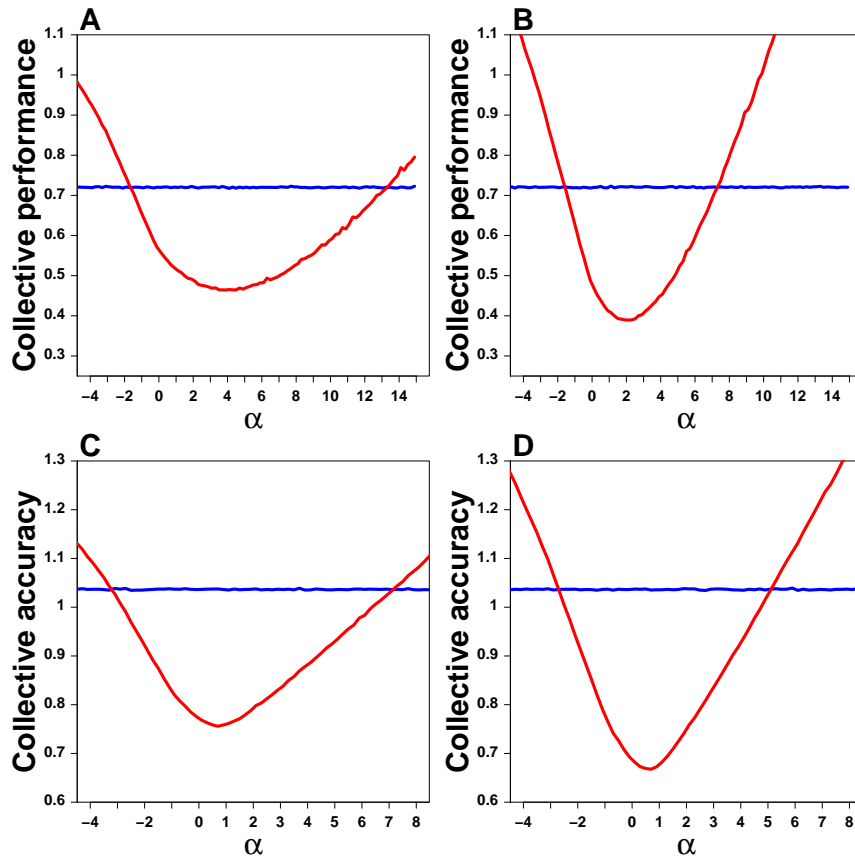 A
Collective performance
1.1
1
0.9
0.8
0.7
0.6
0.5
0.4
0.3
−4 −2 0 2 4 6 8 10 12 14
α
B
Collective performance
1.1
1
0.9
0.8
0.7
0.6
0.5
0.4
0.3
−4 −2 0 2 4 6 8 10 12 14
α
C
Collective accuracy
1.3
1.2
1.1
1
0.9
0.8
0.7
0.6
−4 −2 0 1 2 3 4 5 6 7 8
α
D
Collective accuracy
1.3
1.2
1.1
1
0.9
0.8
0.7
0.6
−4 −2 0 1 2 3 4 5 6 7 8
α